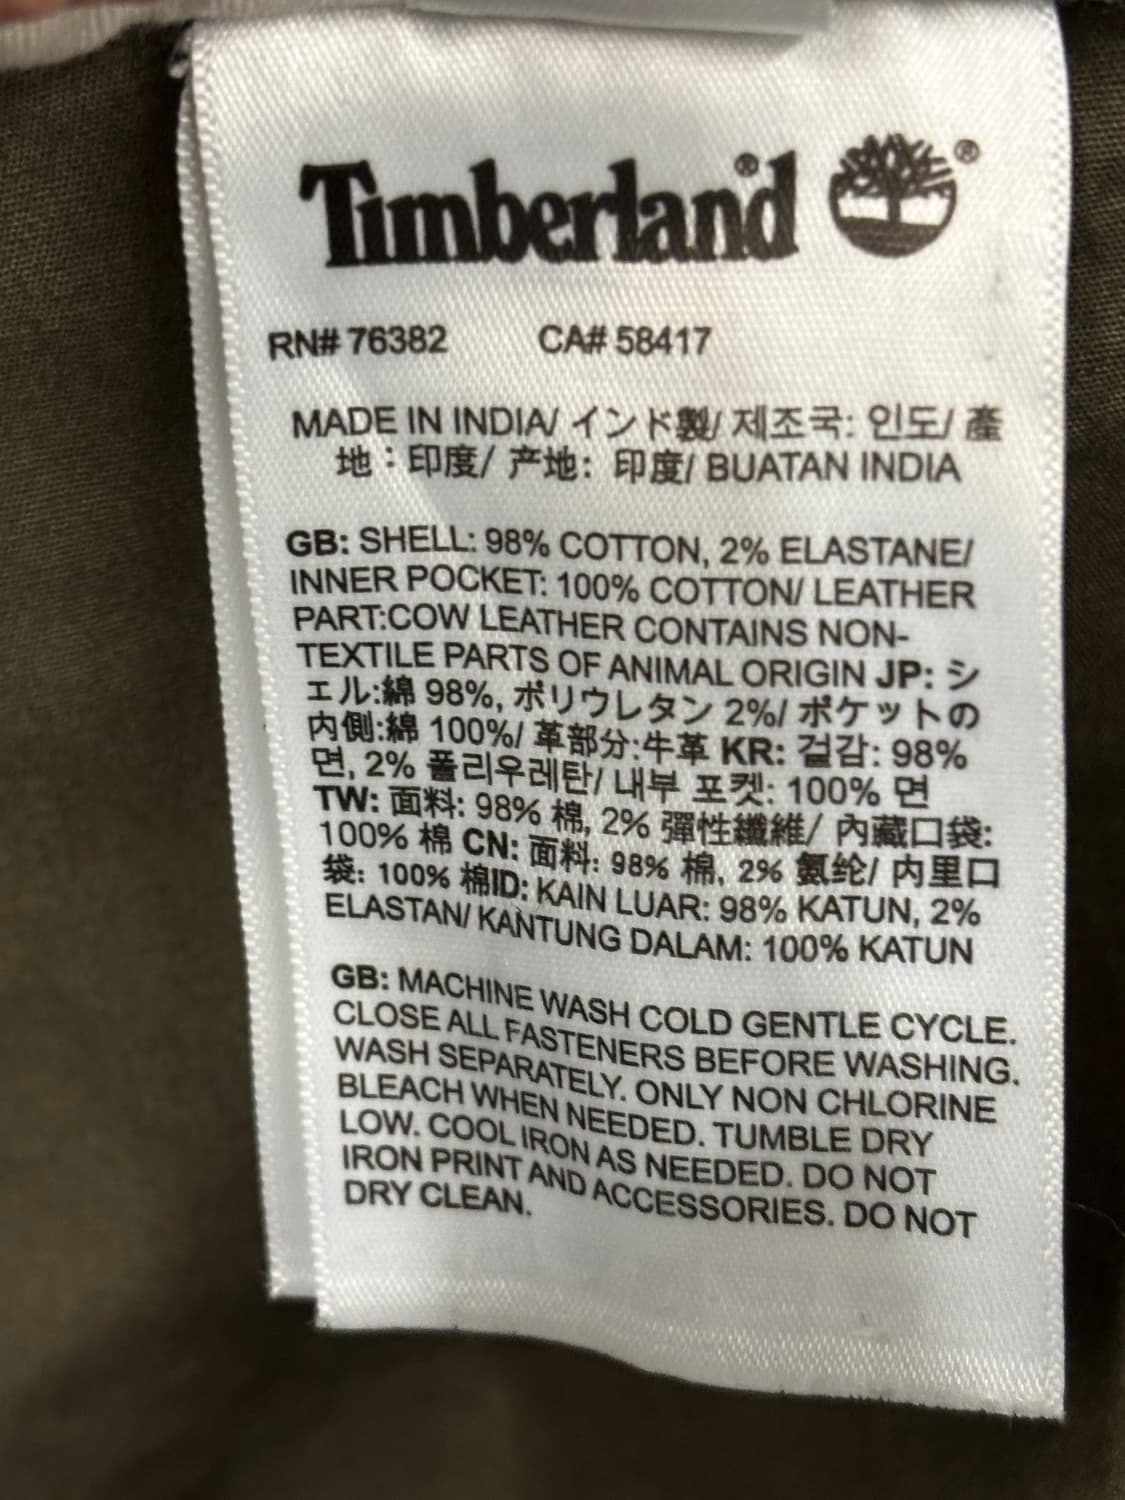 Timberland® ®
RN# 76382 CA# 58417
MADE IN INDIA/ インド製/ 제조국: 인도/ 產
地：印度/ 产地：印度/ BUATAN INDIA
GB: SHELL: 98% COTTON, 2% ELASTANE/
INNER POCKET: 100% COTTON/ LEATHER
PART:COW LEATHER CONTAINS NON-
TEXTILE PARTS OF ANIMAL ORIGIN JP: シ
ェル:綿 98%, ポリウレタン 2%/ ポケットの
内側:綿 100%/ 革部分:牛革 KR: 겉감: 98%
면, 2% 폴리우레탄/ 내부 포켓: 100% 면
TW: 面料: 98% 棉, 2% 彈性纖維/ 內藏口袋:
100% 棉 CN: 面料: 98% 棉, 2% 氨纶/ 内里口
袋: 100% 棉ID: KAIN LUAR: 98% KATUN, 2%
ELASTAN/ KANTUNG DALAM: 100% KATUN
GB: MACHINE WASH COLD GENTLE CYCLE.
CLOSE ALL FASTENERS BEFORE WASHING.
WASH SEPARATELY. ONLY NON CHLORINE
BLEACH WHEN NEEDED. TUMBLE DRY
LOW. COOL IRON AS NEEDED. DO NOT
IRON PRINT AND ACCESSORIES. DO NOT
DRY CLEAN.